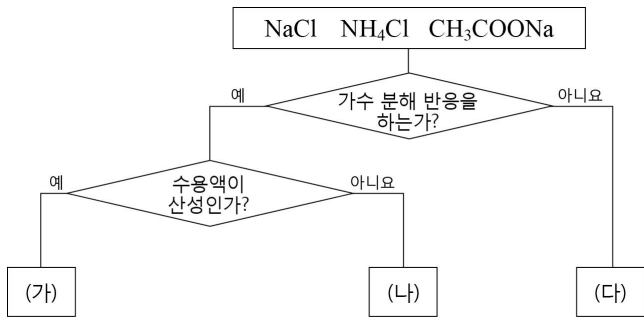 NaCl NH₄Cl CH₃COONa
예
가수 분해 반응을
하는가?
아니요
예
수용액이
산성인가?
아니요
(가)
(나)
(다)